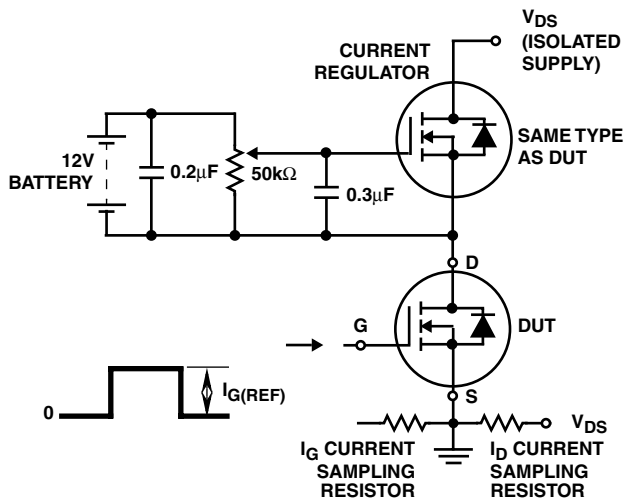 V_DS
(ISOLATED
SUPPLY)
CURRENT
REGULATOR
SAME TYPE
AS DUT
12V
BATTERY
0.2μF
50kΩ
0.3μF
D
G
DUT
I_G(REF)
0
S
V_DS
I_G CURRENT
SAMPLING
RESISTOR
I_D CURRENT
SAMPLING
RESISTOR